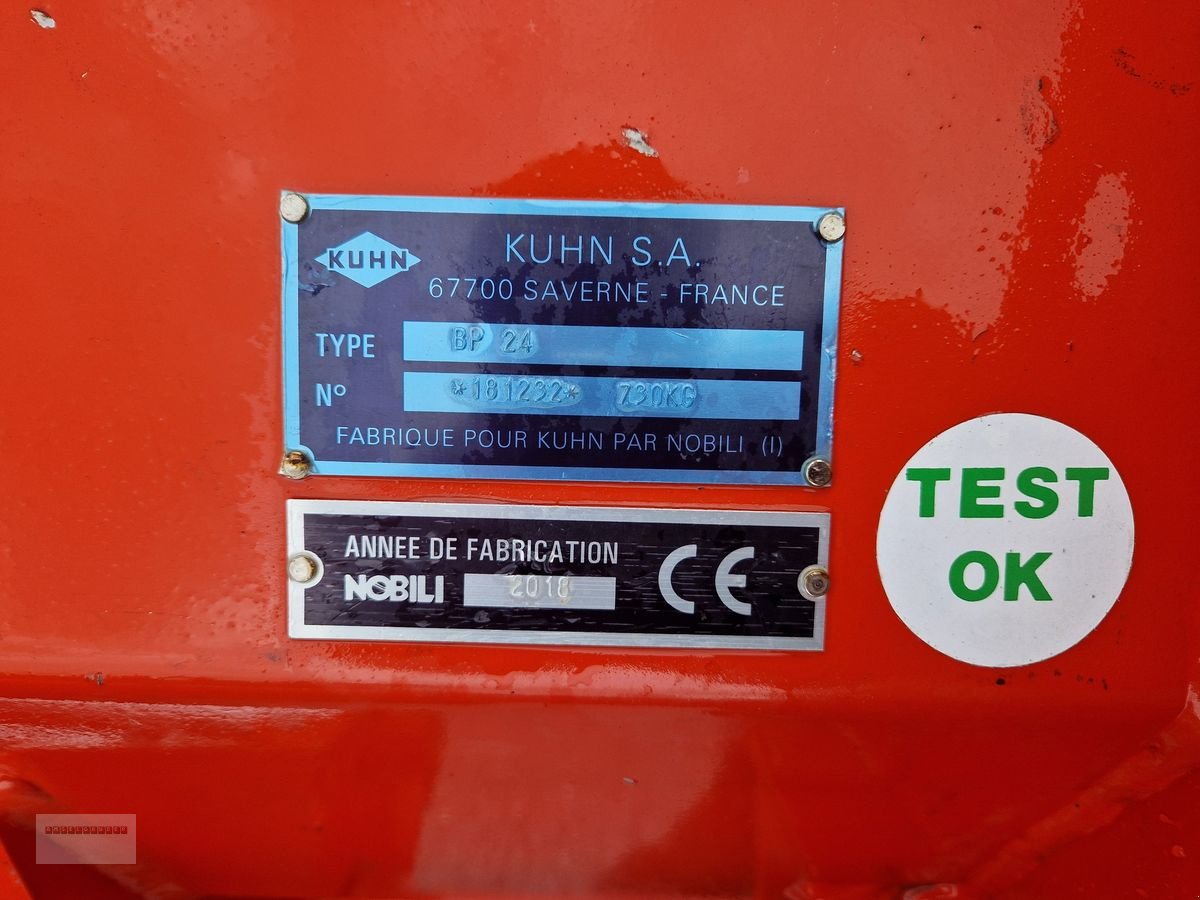 KUHN
KUHN S.A.
67700 SAVERNE - FRANCE
TYPE BP 24
Nº *181232* 730KG
FABRIQUE POUR KUHN PAR NOBILI (I)
ANNEE DE FABRICATION
NOBILI 2018
CE
TEST
OK